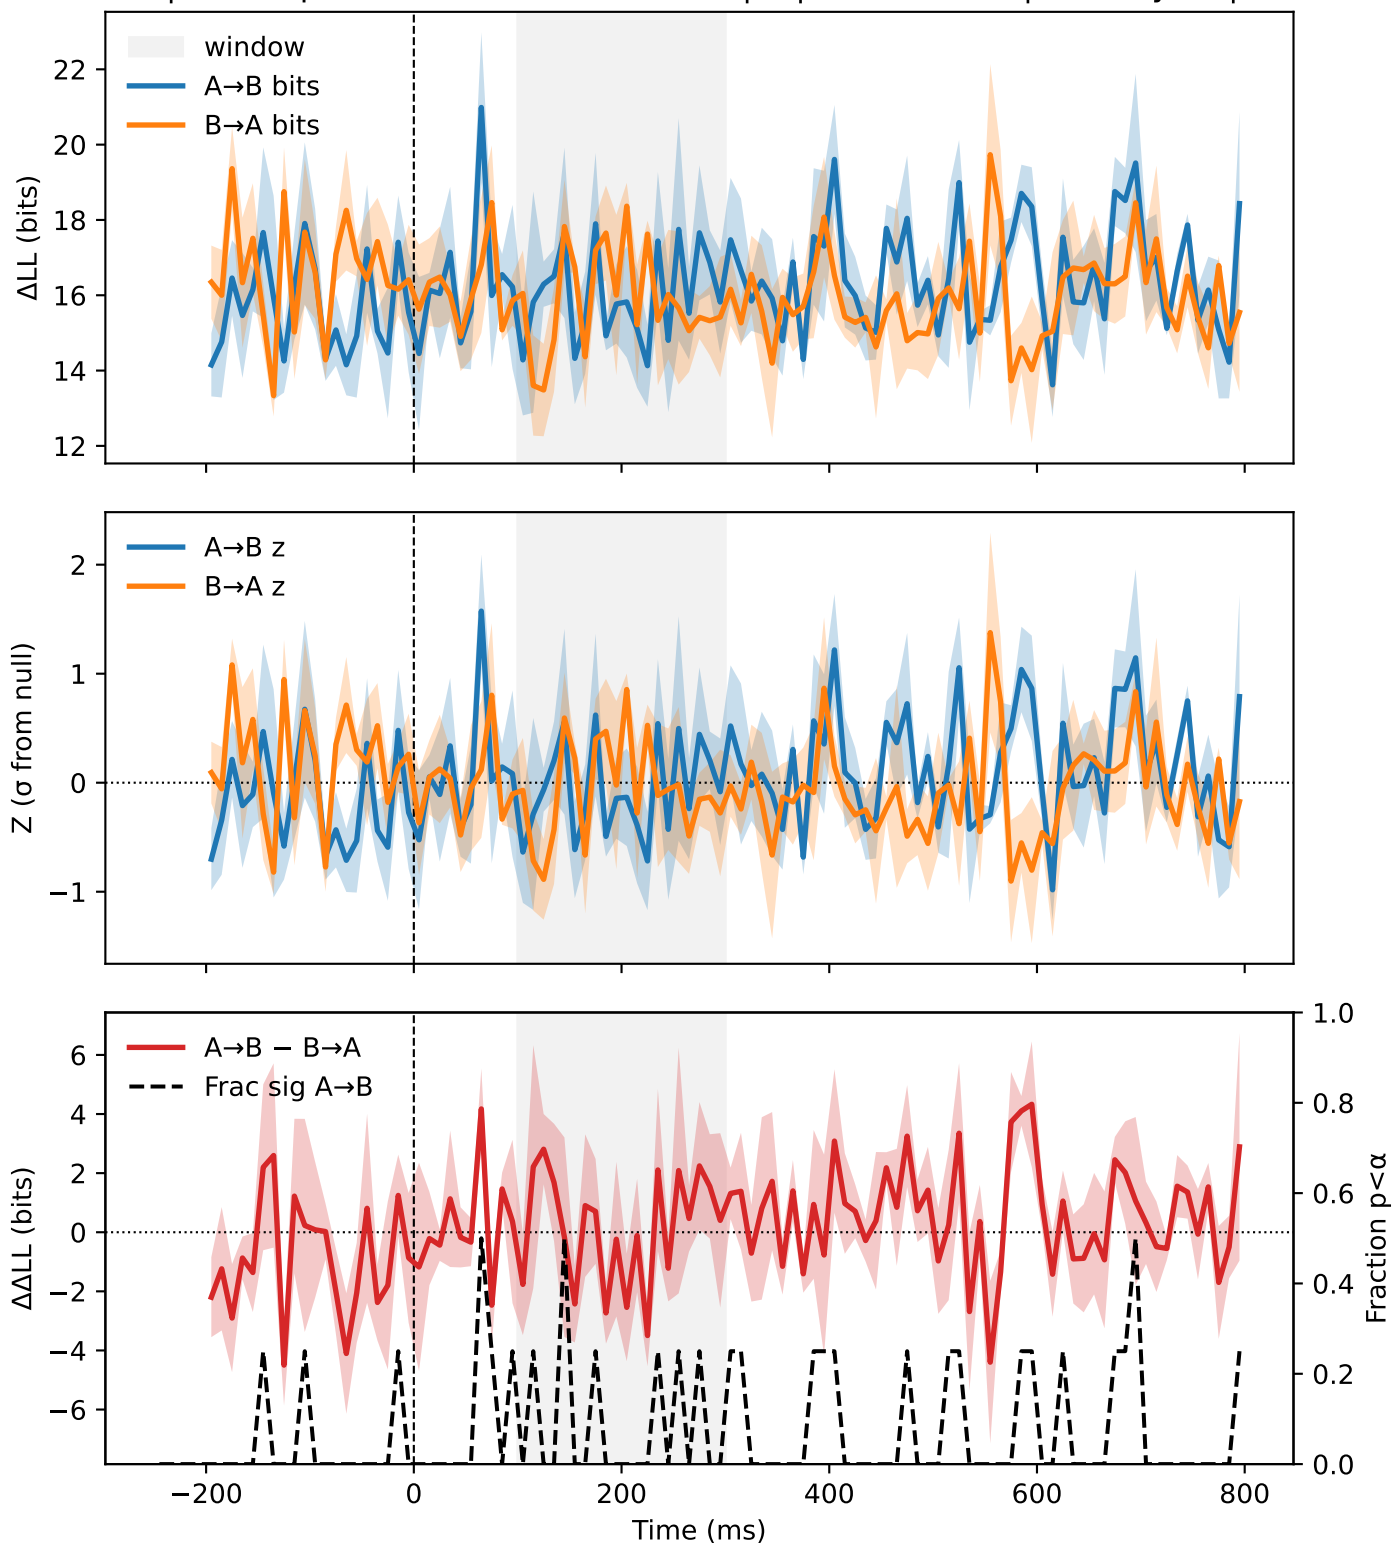 window
A→B bits
B→A bits
ΔLL (bits)
22
20
18
16
14
12
A→B z
B→A z
Z (σ from null)
2
1
0
−1
A→B − B→A
Frac sig A→B
ΔΔLL (bits)
6
4
2
0
−2
−4
−6
1.0
0.8
0.6
0.4
0.2
0.0
Fraction p<α
−200
0
200
400
600
800
Time (ms)